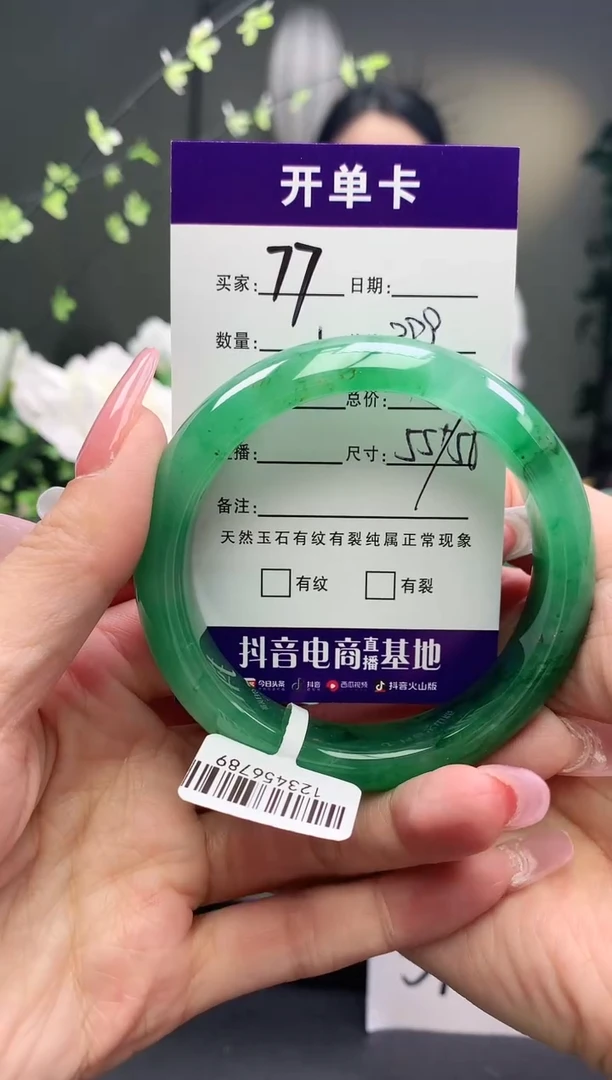 开单卡
买家: 77 日期:
数量:
总价:
播: 尺寸:
备注:
天然玉石有纹有裂纯属正常现象
有纹 有裂
抖音电商直播基地
今日头条 抖音 西瓜视频 抖音火山版
123456789